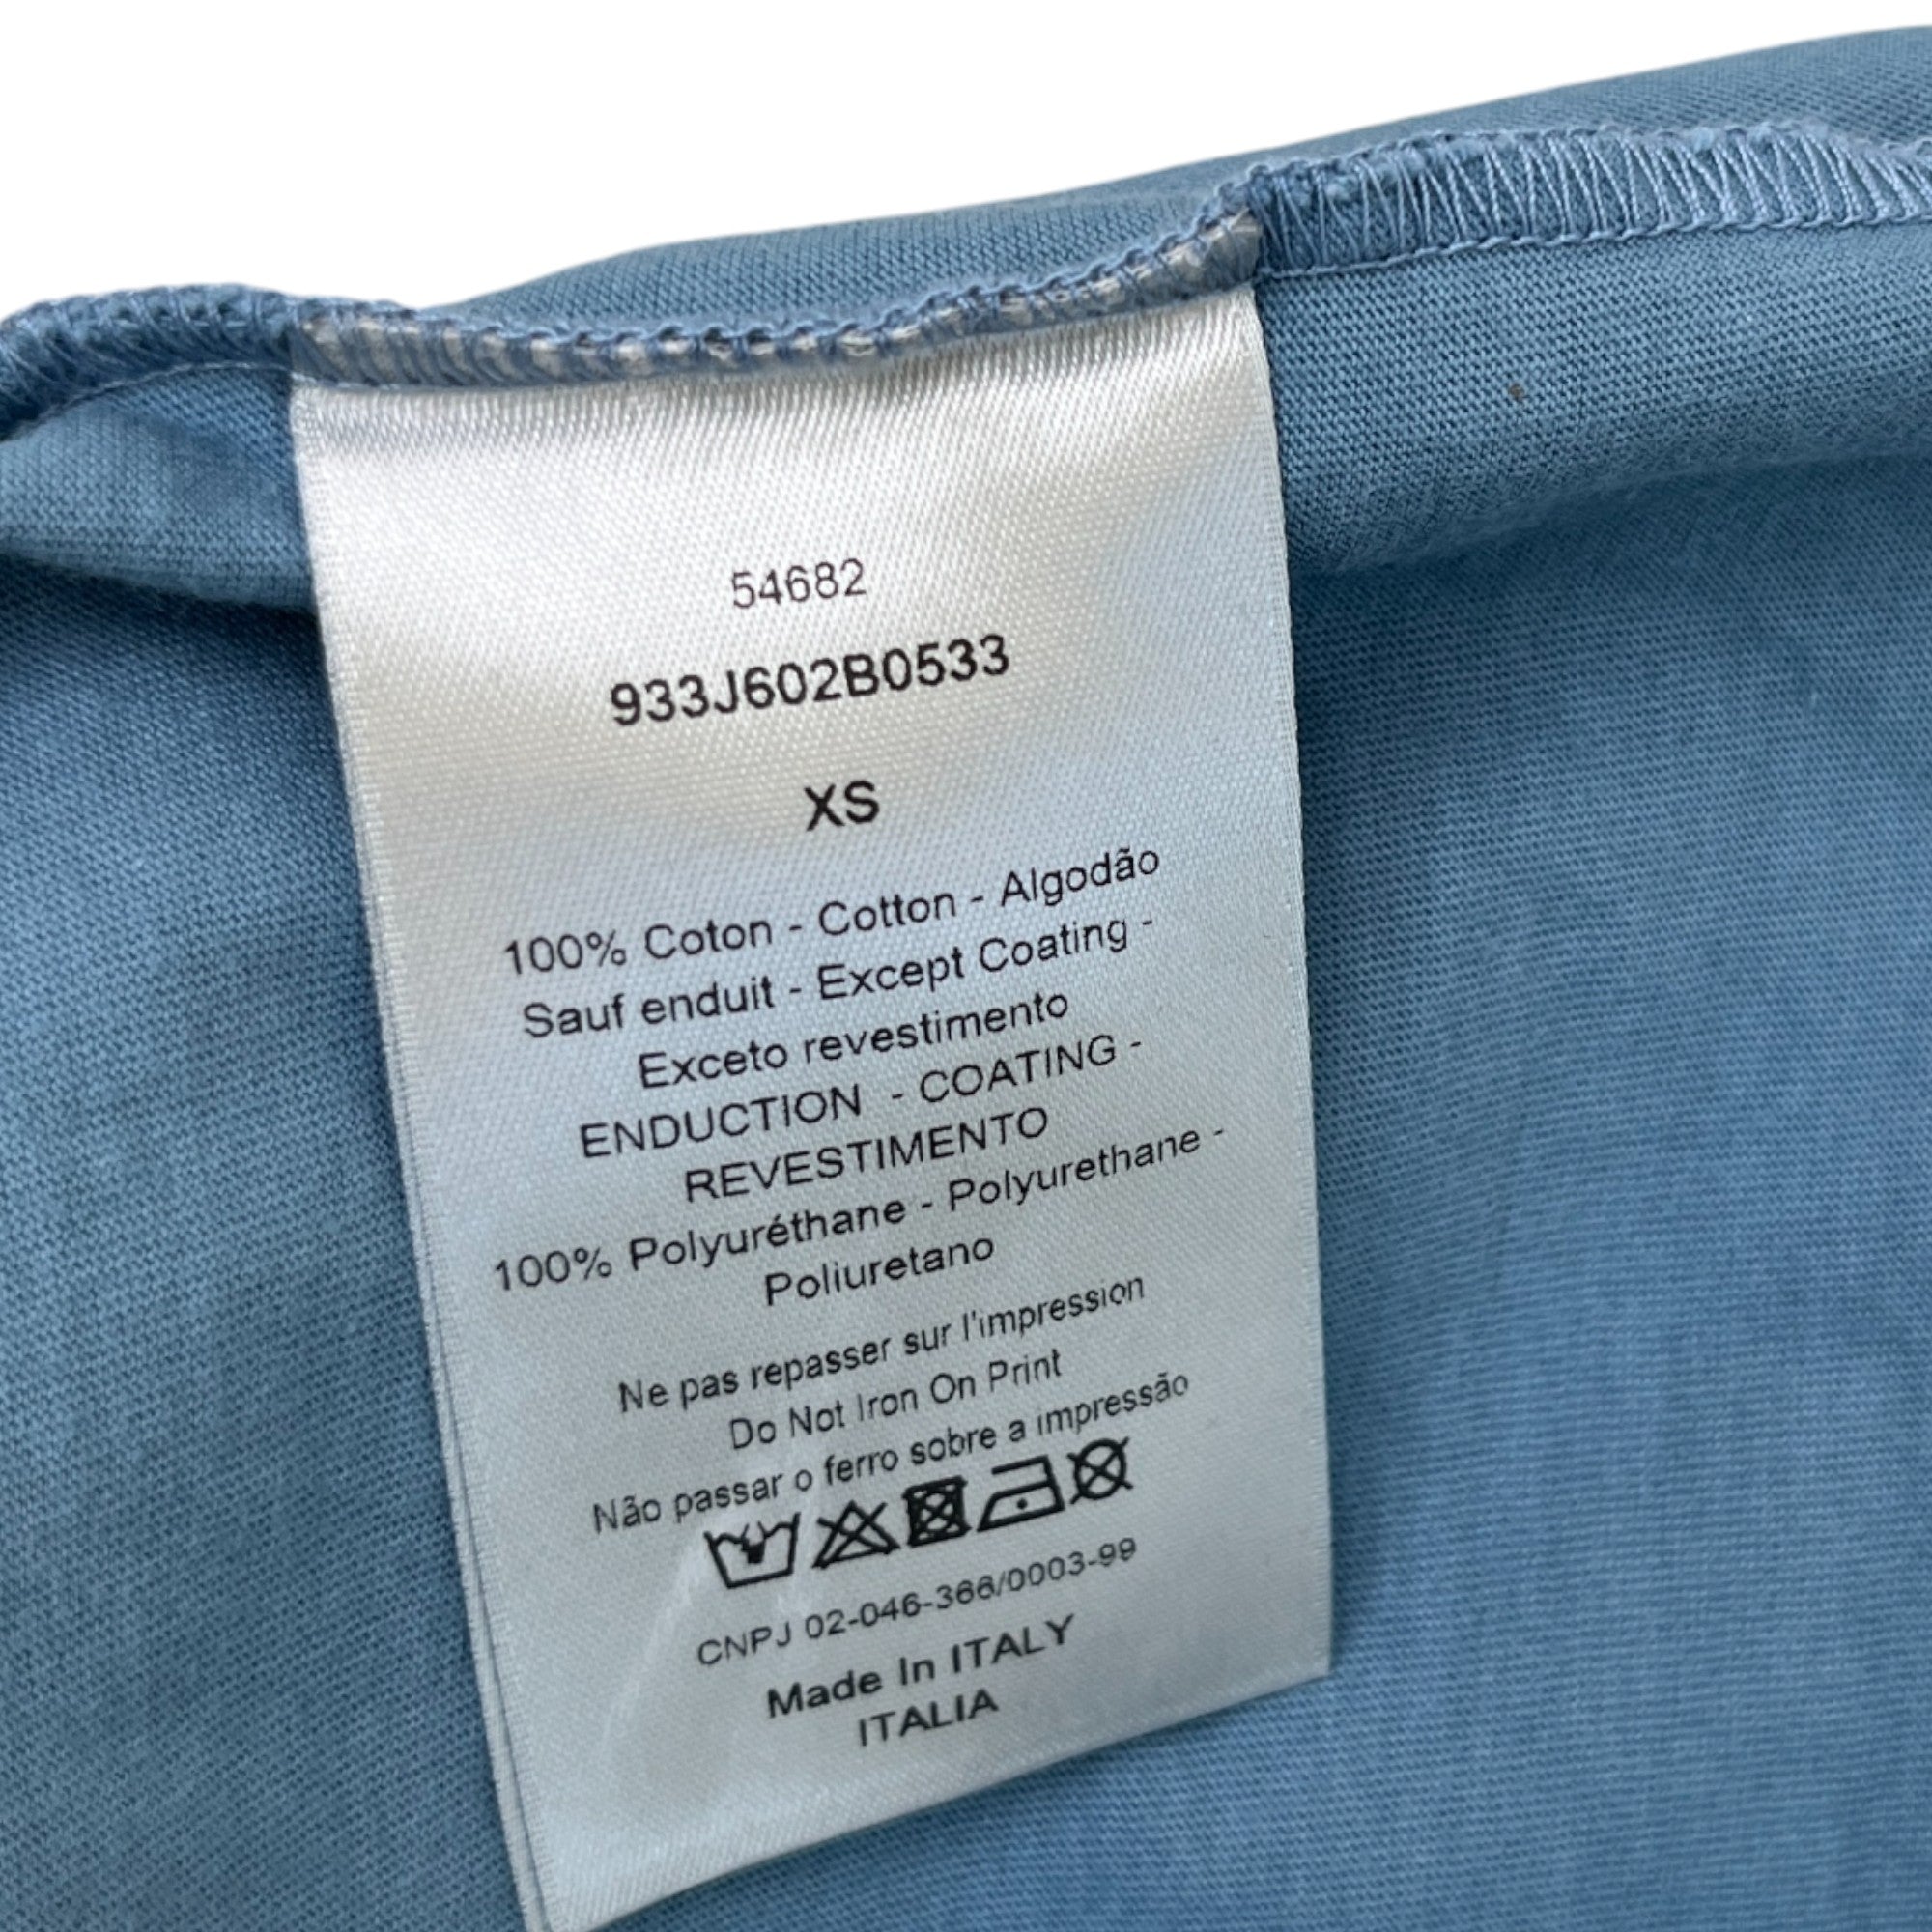 54682
933J602B0533
XS
100% Coton - Cotton - Algodão
Sauf enduit - Except Coating -
Exceto revestimento
ENDUCTION - COATING -
REVESTIMENTO
100% Polyuréthane - Polyurethane -
Poliuretano
Ne pas repasser sur l'impression
Do Not Iron On Print
Não passar o ferro sobre a impressão
CNPJ 02-046-366/0003-99
Made In ITALY
ITALIA